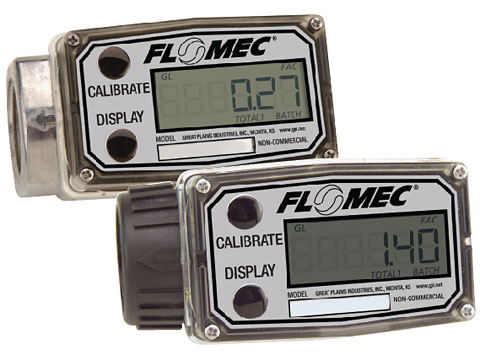 FLOMEC®
GL FAC
CALIBRATE
0.27
DISPLAY
TOTAL1 BATCH
MODEL GREAT PLAINS INDUSTRIES, INC., WICHITA, KS www.gpi.net
NON-COMMERCIAL
FLOMEC®
GL FAC
CALIBRATE
1.40
DISPLAY
TOTAL1 BATCH
MODEL GREAT PLAINS INDUSTRIES, INC., WICHITA, KS www.gpi.net
NON-COMMERCIAL